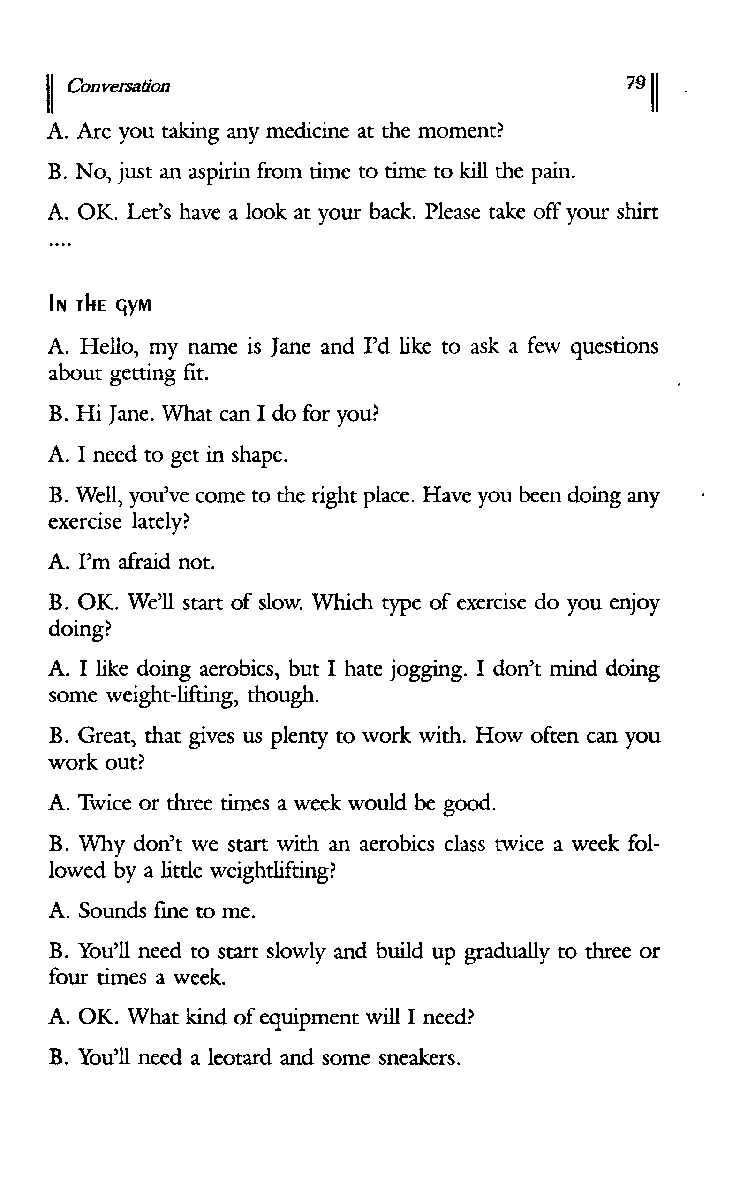 Conversation 79
A. Are you taking any medicine at the moment?
B. No, just an aspirin from time to time to kill the pain.
A. OK. Let's have a look at your back. Please take off your shirt
....
In the gym
A. Hello, my name is Jane and I'd like to ask a few questions
about getting fit.
B. Hi Jane. What can I do for you?
A. I need to get in shape.
B. Well, you've come to the right place. Have you been doing any
exercise lately?
A. I'm afraid not.
B. OK. We'll start of slow. Which type of exercise do you enjoy
doing?
A. I like doing aerobics, but I hate jogging. I don't mind doing
some weight-lifting, though.
B. Great, that gives us plenty to work with. How often can you
work out?
A. Twice or three times a week would be good.
B. Why don't we start with an aerobics class twice a week fol-
lowed by a little weightlifting?
A. Sounds fine to me.
B. You'll need to start slowly and build up gradually to three or
four times a week.
A. OK. What kind of equipment will I need?
B. You'll need a leotard and some sneakers.